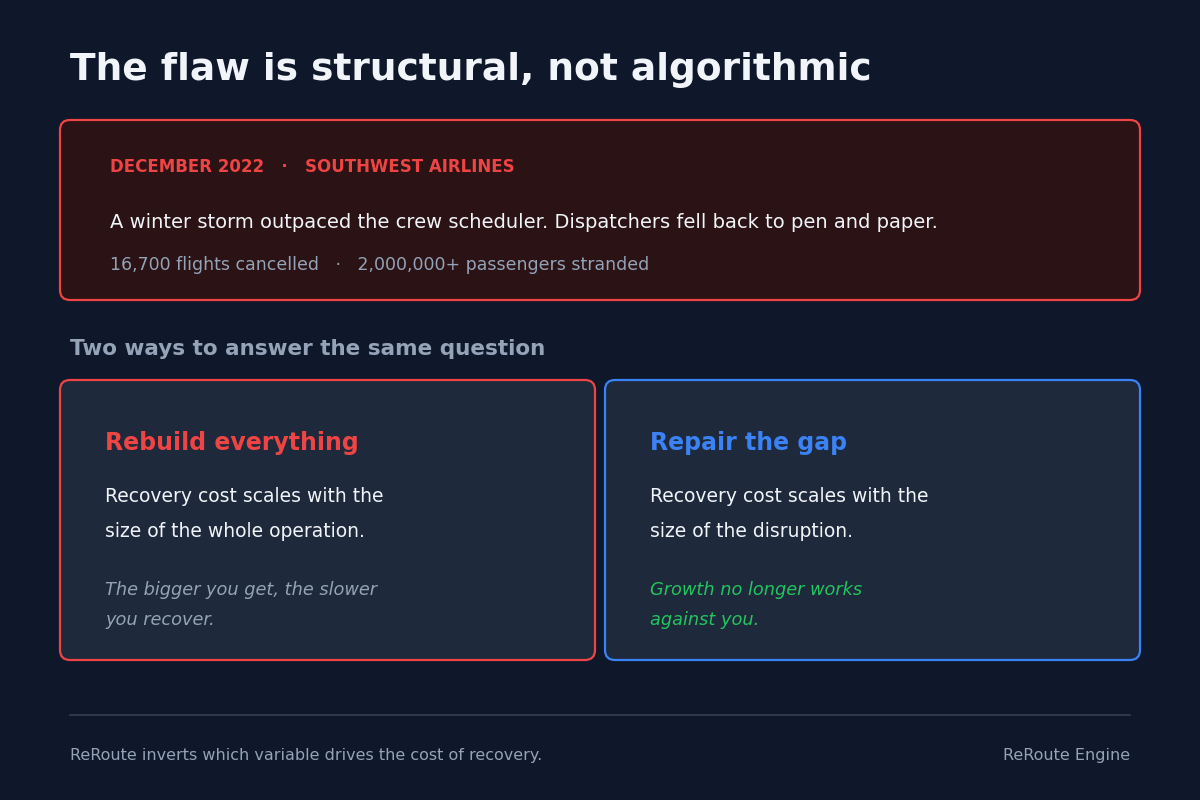 The flaw is structural, not algorithmic
DECEMBER 2022 · SOUTHWEST AIRLINES
A winter storm outpaced the crew scheduler. Dispatchers fell back to pen and paper.
16,700 flights cancelled · 2,000,000+ passengers stranded
Two ways to answer the same question
Rebuild everything
Recovery cost scales with the
size of the whole operation.
The bigger you get, the slower
you recover.
Repair the gap
Recovery cost scales with the
size of the disruption.
Growth no longer works
against you.
ReRoute inverts which variable drives the cost of recovery.
ReRoute Engine